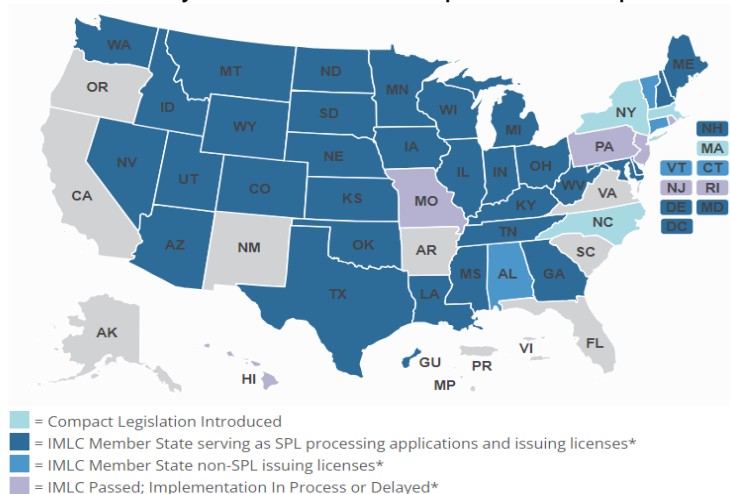 WA
MT
ND
MN
ME
OR
ID
SD
WI
NY
WY
MI
NH
MA
IA
PA
NE
NV
IL
IN
OH
VT
CT
UT
CO
WV
VA
NJ
RI
CA
KS
MO
KY
DE
MD
NC
TN
DC
AZ
NM
OK
AR
SC
MS
AL
GA
TX
LA
AK
FL
HI
GU
PR
VI
MP
= Compact Legislation Introduced
= IMLC Member State serving as SPL processing applications and issuing licenses*
= IMLC Member State non-SPL issuing licenses*
= IMLC Passed; Implementation In Process or Delayed*